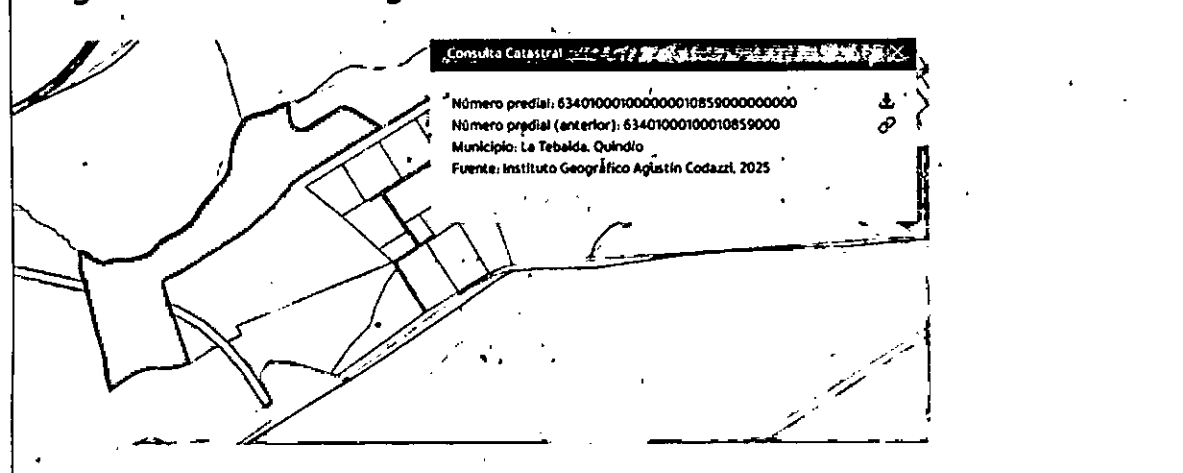 Consulta Catastral
Número predial: 634010001000000010859000000000
Número predial (anterior): 63401000100010859000
Municipio: La Tebaida, Quindío
Fuente: Instituto Geográfico Agustín Codazzi, 2025